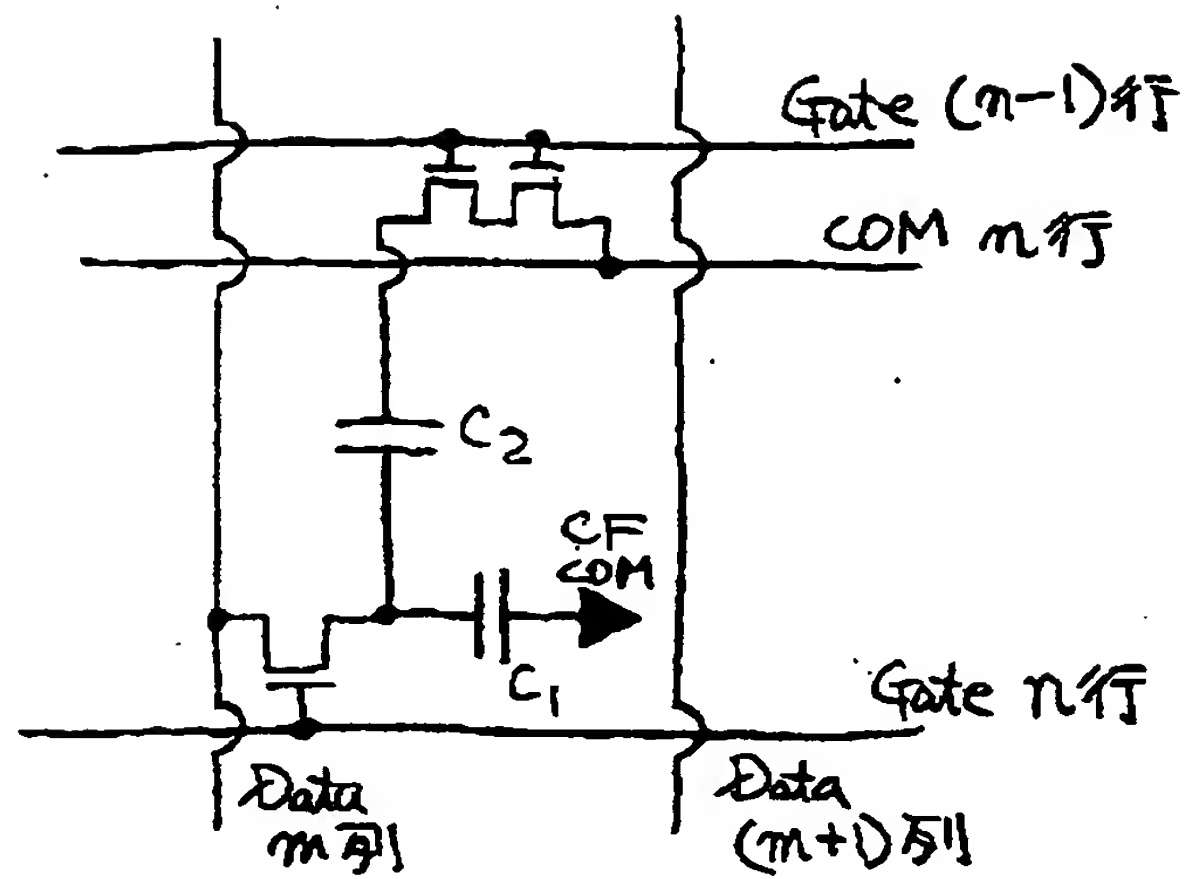 Gate (n-1)行
COM n行
C2
CF
COM
C1
Gate n行
Data
m列
Data
(m+1)列